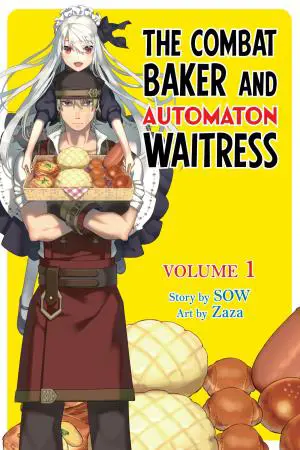 THE COMBAT
BAKER AND
AUTOMATON
WAITRESS
VOLUME 1
Story by SOW
Art by Zaza